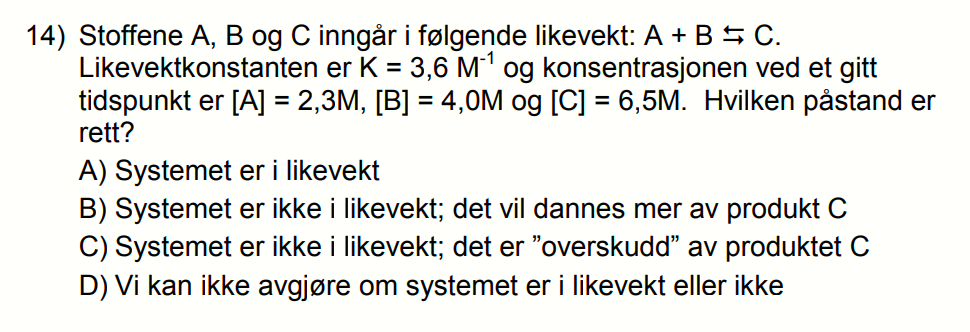 14) Stoffene A, B og C inngår i følgende likevekt: A + B ⇆ C.
Likevektkonstanten er K = 3,6 M⁻¹ og konsentrasjonen ved et gitt
tidspunkt er [A] = 2,3M, [B] = 4,0M og [C] = 6,5M. Hvilken påstand er
rett?
A) Systemet er i likevekt
B) Systemet er ikke i likevekt; det vil dannes mer av produkt C
C) Systemet er ikke i likevekt; det er ”overskudd” av produktet C
D) Vi kan ikke avgjøre om systemet er i likevekt eller ikke